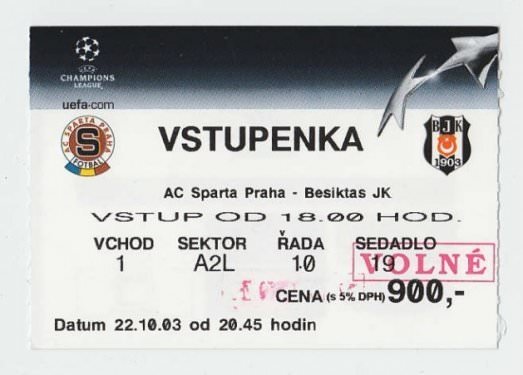 UEFA
CHAMPIONS
LEAGUE
uefa.com
AC SPARTA PRAHA
S
FOTBAL
VSTUPENKA
BJK
1903
AC Sparta Praha - Besiktas JK
VSTUP OD 18.00 HOD.
VCHOD SEKTOR ŘADA SEDADLO
1 A2L 10 19
VOLNÉ
CENA (s 5% DPH) 900,-
Datum 22.10.03 od 20.45 hodin